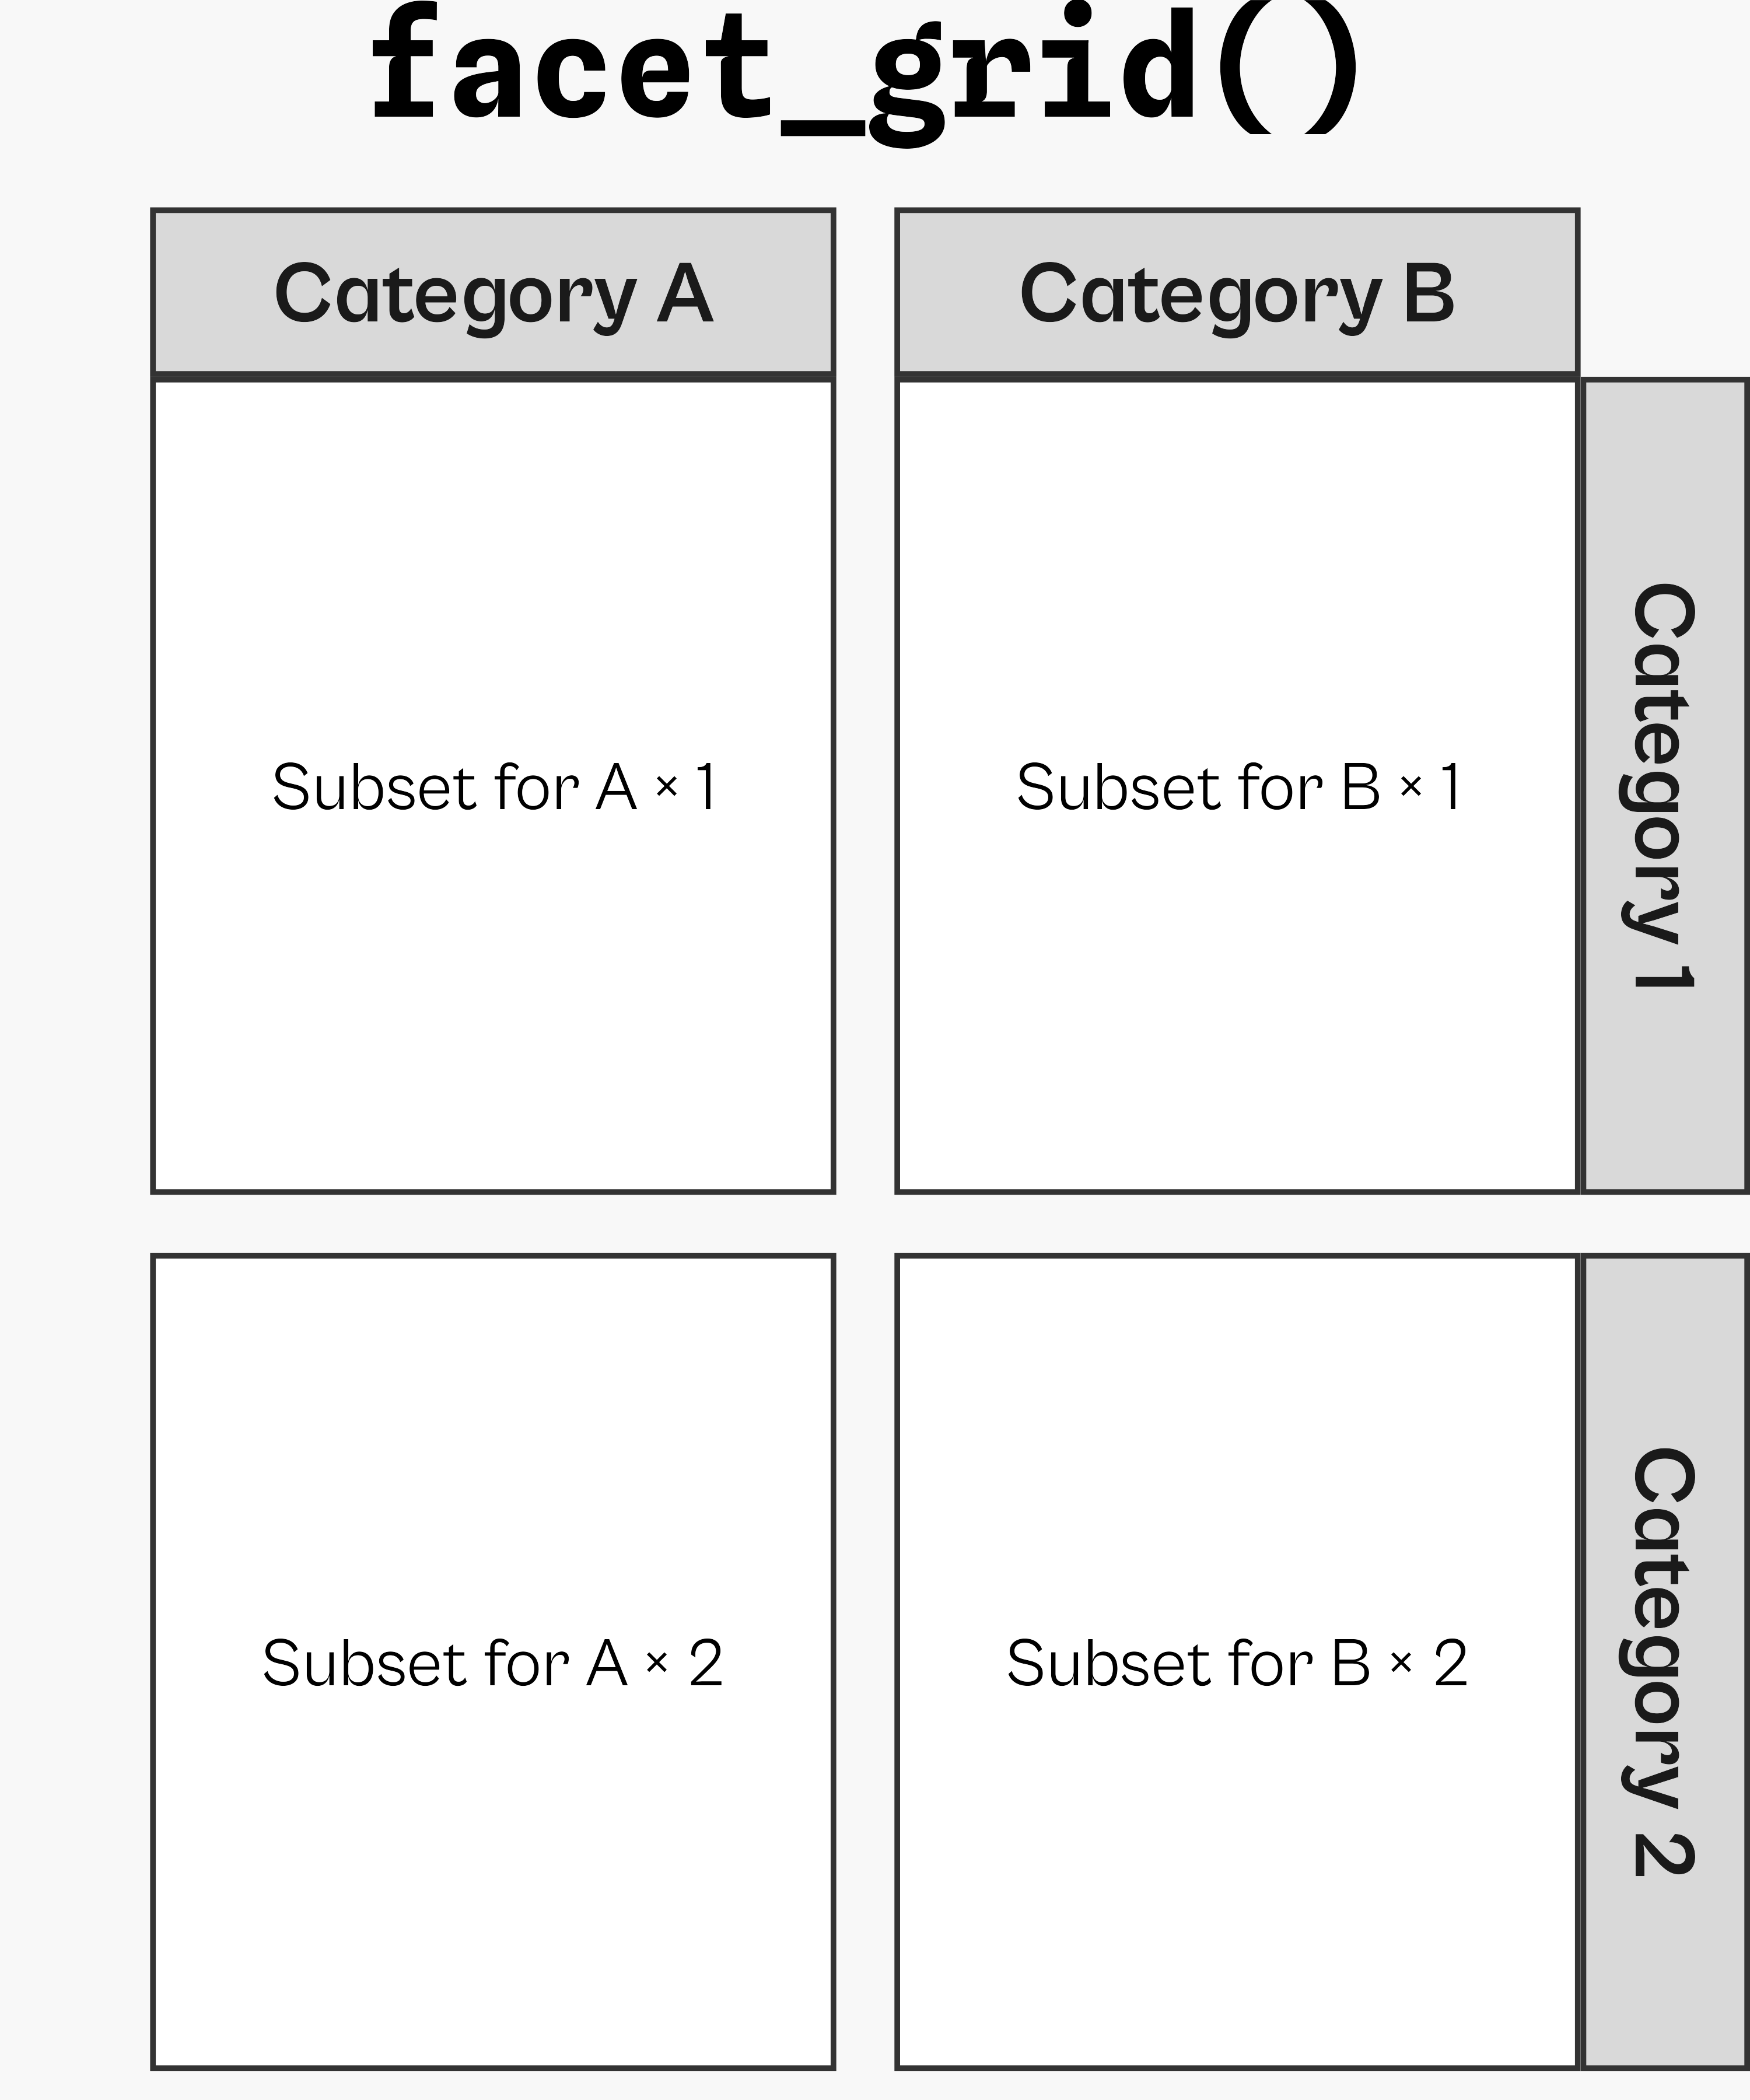 facet_grid()
Category A
Category B
Subset for A × 1
Subset for B × 1
Category 1
Subset for A × 2
Subset for B × 2
Category 2